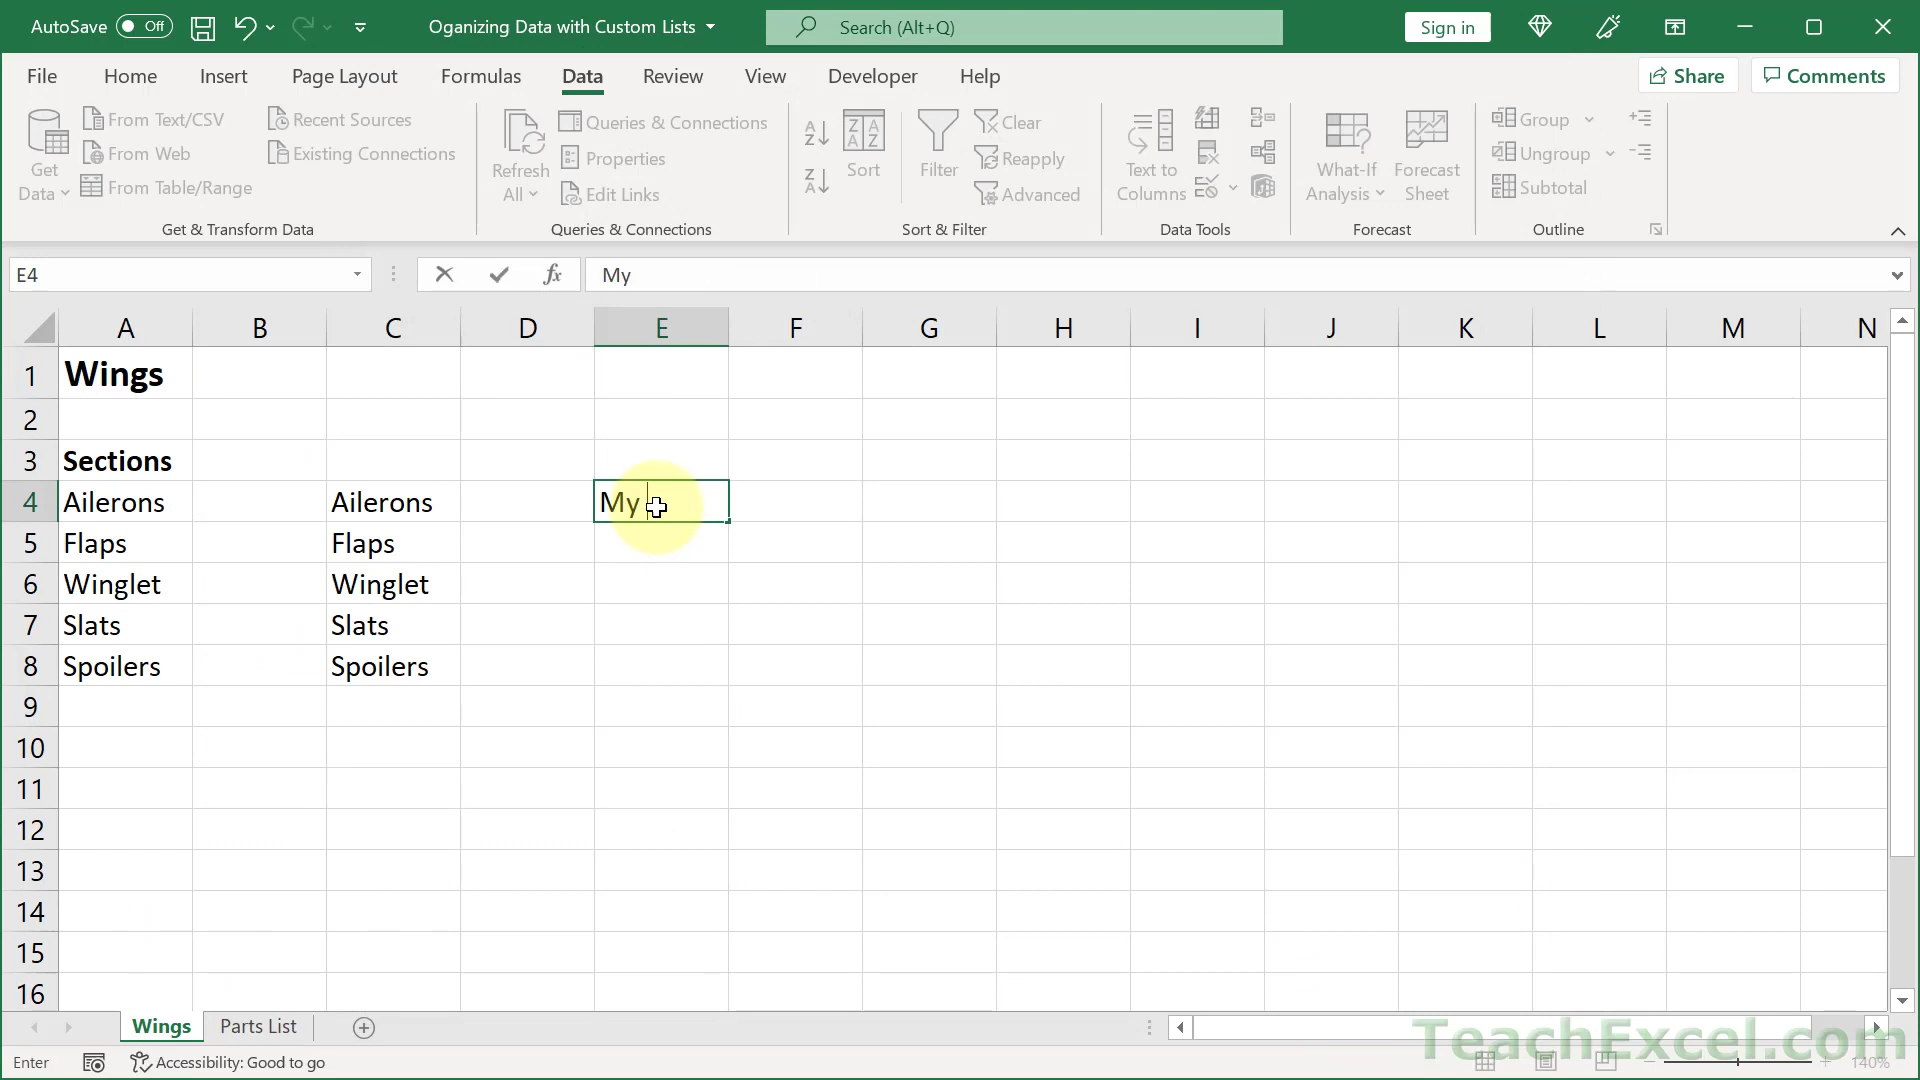 AutoSave Off Oganizing Data with Custom Lists Search (Alt+Q) Sign in
File Home Insert Page Layout Formulas Data Review View Developer Help Share Comments
Get Data
From Text/CSV
From Web
From Table/Range
Recent Sources
Existing Connections
Get & Transform Data
Refresh All
Queries & Connections
Properties
Edit Links
Queries & Connections
Sort
Filter
Clear
Reapply
Advanced
Sort & Filter
Text to Columns
Data Tools
What-If Analysis
Forecast Sheet
Forecast
Group
Ungroup
Subtotal
Outline
E4 fx My
A B C D E F G H I J K L M N
1 Wings
2
3 Sections
4 Ailerons Ailerons My
5 Flaps Flaps
6 Winglet Winglet
7 Slats Slats
8 Spoilers Spoilers
9
10
11
12
13
14
15
16
Wings Parts List
TeachExcel.com
Enter Accessibility: Good to go 140%